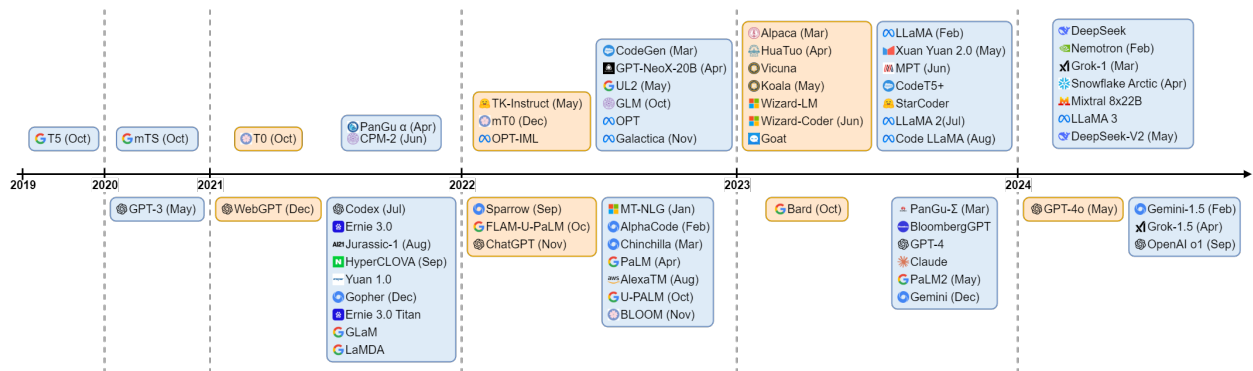 T5 (Oct)
mTS (Oct)
T0 (Oct)
PanGu α (Apr)
CPM-2 (Jun)
TK-Instruct (May)
mT0 (Dec)
OPT-IML
CodeGen (Mar)
GPT-NeoX-20B (Apr)
UL2 (May)
GLM (Oct)
OPT
Galactica (Nov)
Alpaca (Mar)
HuaTuo (Apr)
Vicuna
Koala (May)
Wizard-LM
Wizard-Coder (Jun)
Goat
LLaMA (Feb)
Xuan Yuan 2.0 (May)
MPT (Jun)
CodeT5+
StarCoder
LLaMA 2(Jul)
Code LLaMA (Aug)
DeepSeek
Nemotron (Feb)
Grok-1 (Mar)
Snowflake Arctic (Apr)
Mixtral 8x22B
LLaMA 3
DeepSeek-V2 (May)
2019 2020 2021 2022 2023 2024
GPT-3 (May)
WebGPT (Dec)
Codex (Jul)
Ernie 3.0
AI21 Jurassic-1 (Aug)
HyperCLOVA (Sep)
Yuan 1.0
Gopher (Dec)
Ernie 3.0 Titan
GLaM
LaMDA
Sparrow (Sep)
FLAM-U-PaLM (Oc)
ChatGPT (Nov)
MT-NLG (Jan)
AlphaCode (Feb)
Chinchilla (Mar)
PaLM (Apr)
aws AlexaTM (Aug)
U-PALM (Oct)
BLOOM (Nov)
Bard (Oct)
PanGu-Σ (Mar)
BloombergGPT
GPT-4
Claude
PaLM2 (May)
Gemini (Dec)
GPT-4o (May)
Gemini-1.5 (Feb)
Grok-1.5 (Apr)
OpenAI o1 (Sep)